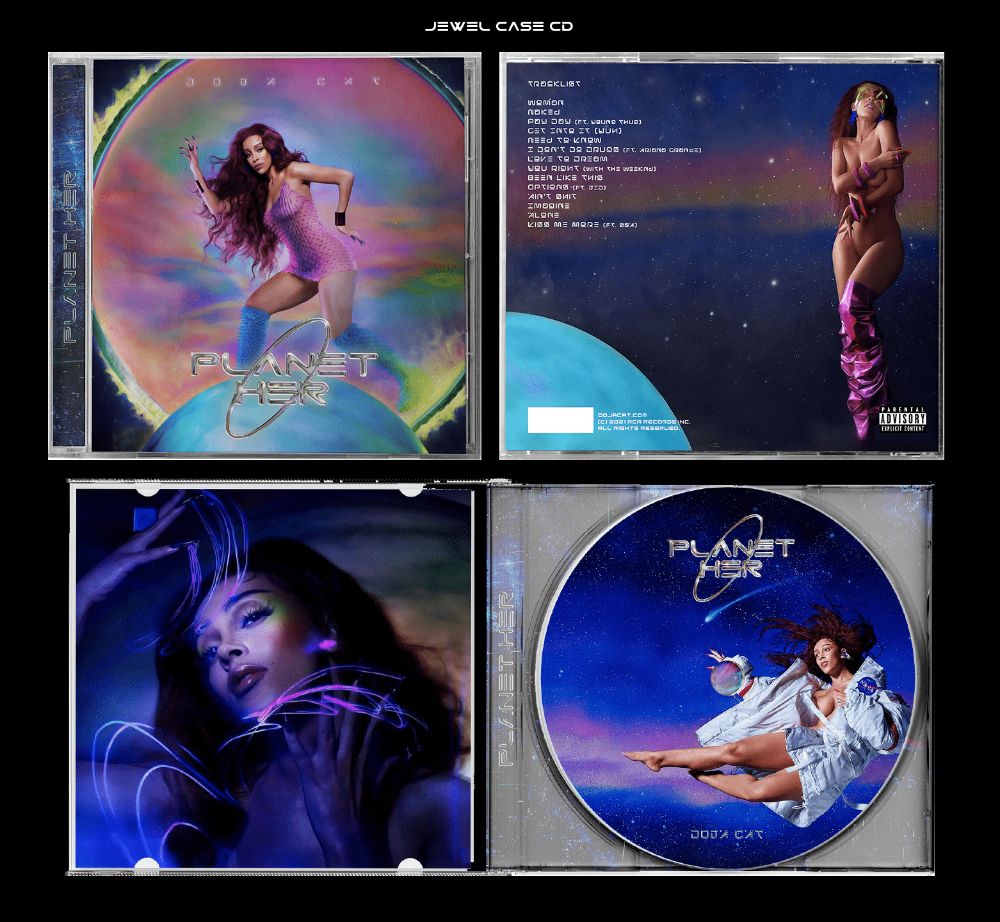 JEWEL CASE CD
DOJA CAT
PLANET HER
PLANET
HER
TRACKLIST
WOMAN
NAKED
PAY DAY (FT. YOUNG THUG)
GET INTO IT (YUH)
NEED TO KNOW
I DON'T DO DRUGS (FT. ARIANA GRANDE)
LOVE TO DREAM
YOU RIGHT (WITH THE WEEKND)
BEEN LIKE THIS
OPTIONS (FT. JID)
AIN'T SHIT
IMAGINE
ALONE
KISS ME MORE (FT. SZA)
DOJACAT.COM
(C) 2021 RCA RECORDS INC.
ALL RIGHTS RESERVED.
PARENTAL
ADVISORY
EXPLICIT CONTENT
PLANET HER
PLANET
HER
DOJA CAT